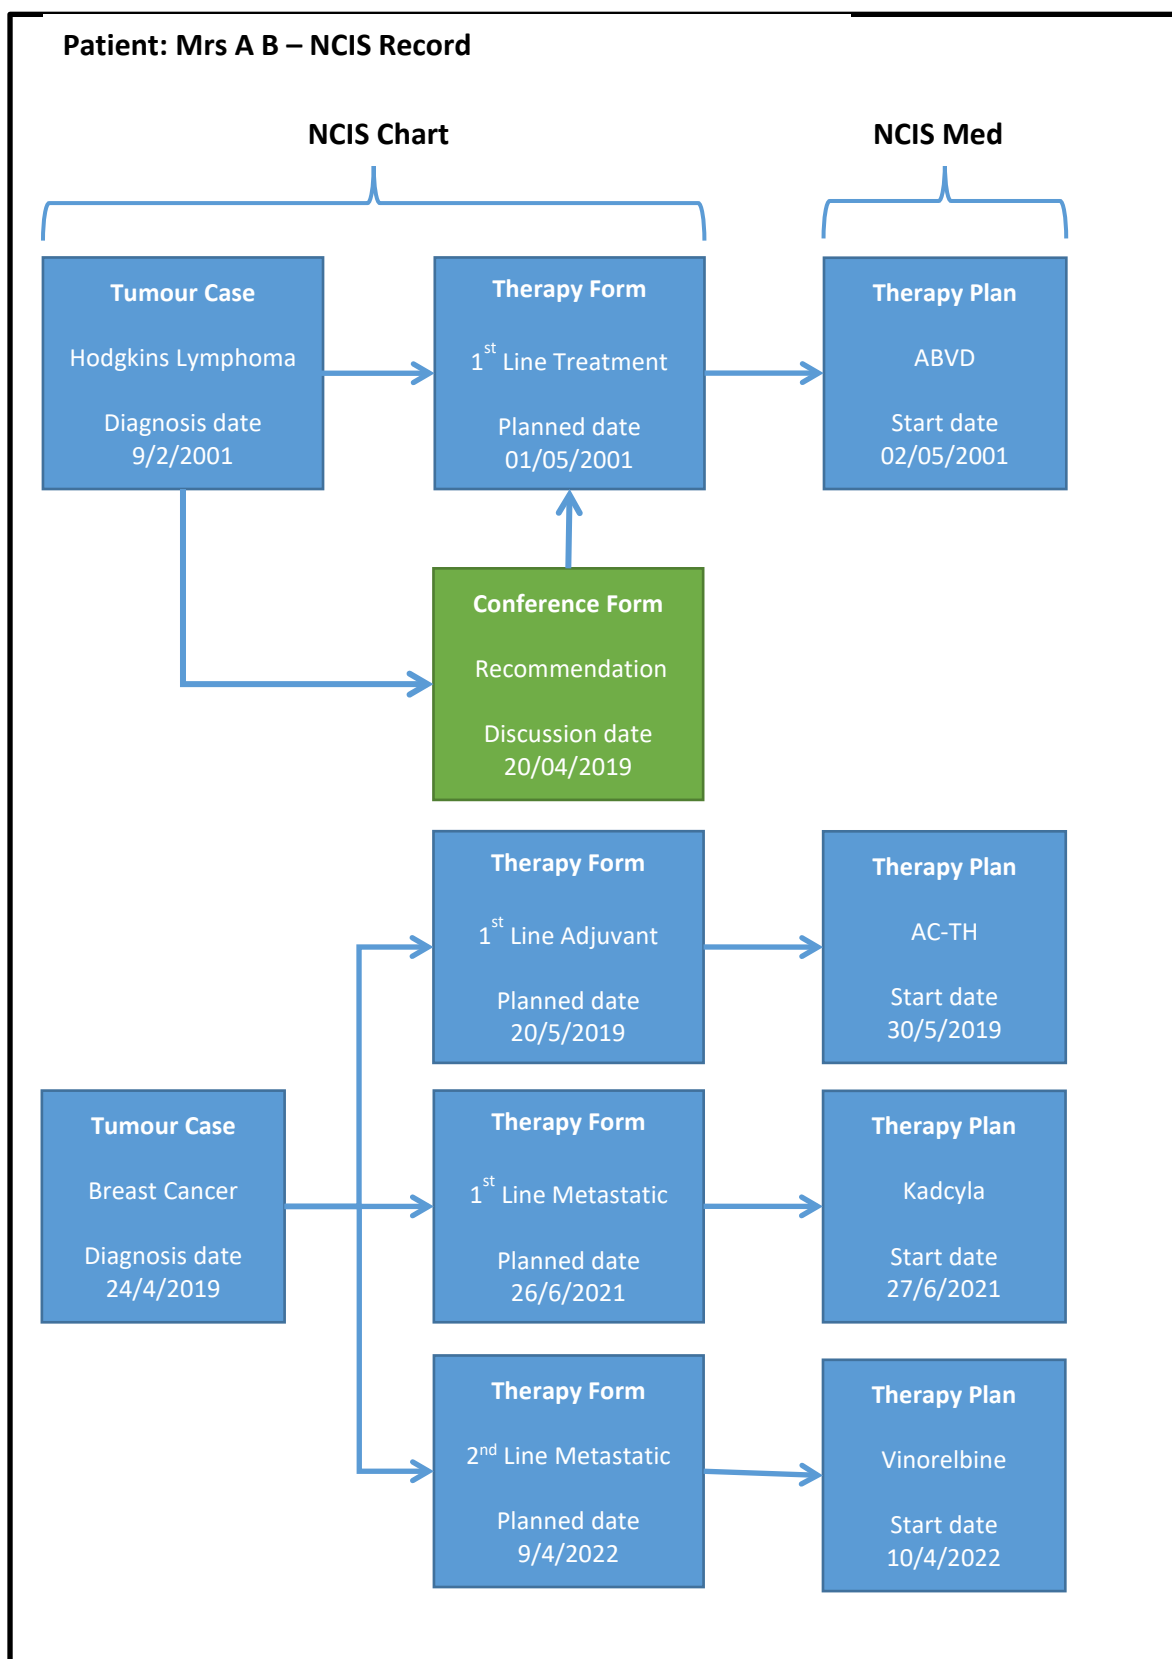 Patient: Mrs A B – NCIS Record
NCIS Chart
NCIS Med
Tumour Case
Hodgkins Lymphoma
Diagnosis date
9/2/2001
Therapy Form
1st Line Treatment
Planned date
01/05/2001
Therapy Plan
ABVD
Start date
02/05/2001
Conference Form
Recommendation
Discussion date
20/04/2019
Therapy Form
1st Line Adjuvant
Planned date
20/5/2019
Therapy Plan
AC-TH
Start date
30/5/2019
Tumour Case
Breast Cancer
Diagnosis date
24/4/2019
Therapy Form
1st Line Metastatic
Planned date
26/6/2021
Therapy Plan
Kadcyla
Start date
27/6/2021
Therapy Form
2nd Line Metastatic
Planned date
9/4/2022
Therapy Plan
Vinorelbine
Start date
10/4/2022